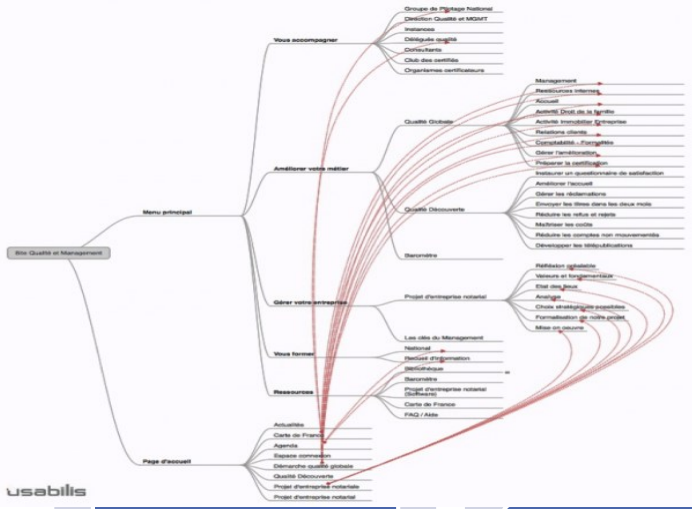 Groupe de Pilotage National
Direction Qualité et MGMT
Instances
Délégués qualité
Consultants
Club des certifiés
Organismes certificateurs
Vous accompagner
Management
Ressources internes
Accueil
Activité Droit de la famille
Activité Immobilier Entreprise
Relations clients
Comptabilité - Formalités
Gérer l'amélioration
Préparer la certification
Qualité Globale
Améliorer votre métier
Instaurer un questionnaire de satisfaction
Améliorer l'accueil
Gérer les réclamations
Envoyer les titres dans les deux mois
Réduire les refus et rejets
Maîtriser les coûts
Réduire les comptes non mouvementés
Développer les télépublications
Qualité Découverte
Baromètre
Menu principal
Site Qualité et Management
Réflexion préalable
Valeurs et fondamentaux
Etat des lieux
Analyse
Choix stratégiques possibles
Formalisation de notre projet
Mise en oeuvre
Projet d'entreprise notarial
Gérer votre entreprise
Les clés du Management
National
Recueil d'information
Vous former
Bibliothèque
Baromètre
Projet d'entreprise notarial
(Software)
Carte de France
FAQ / Aide
Ressources
Actualités
Carte de France
Agenda
Espace connexion
Démarche qualité globale
Qualité Découverte
Projet d'entreprise notariale
Projet d'entreprise notarial
Page d'accueil
usabilis